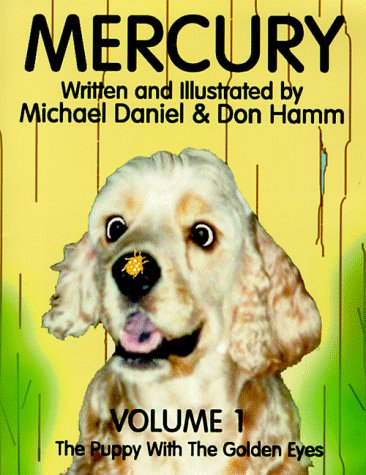 MERCURY
Written and Illustrated by
Michael Daniel & Don Hamm
VOLUME 1
The Puppy With The Golden Eyes